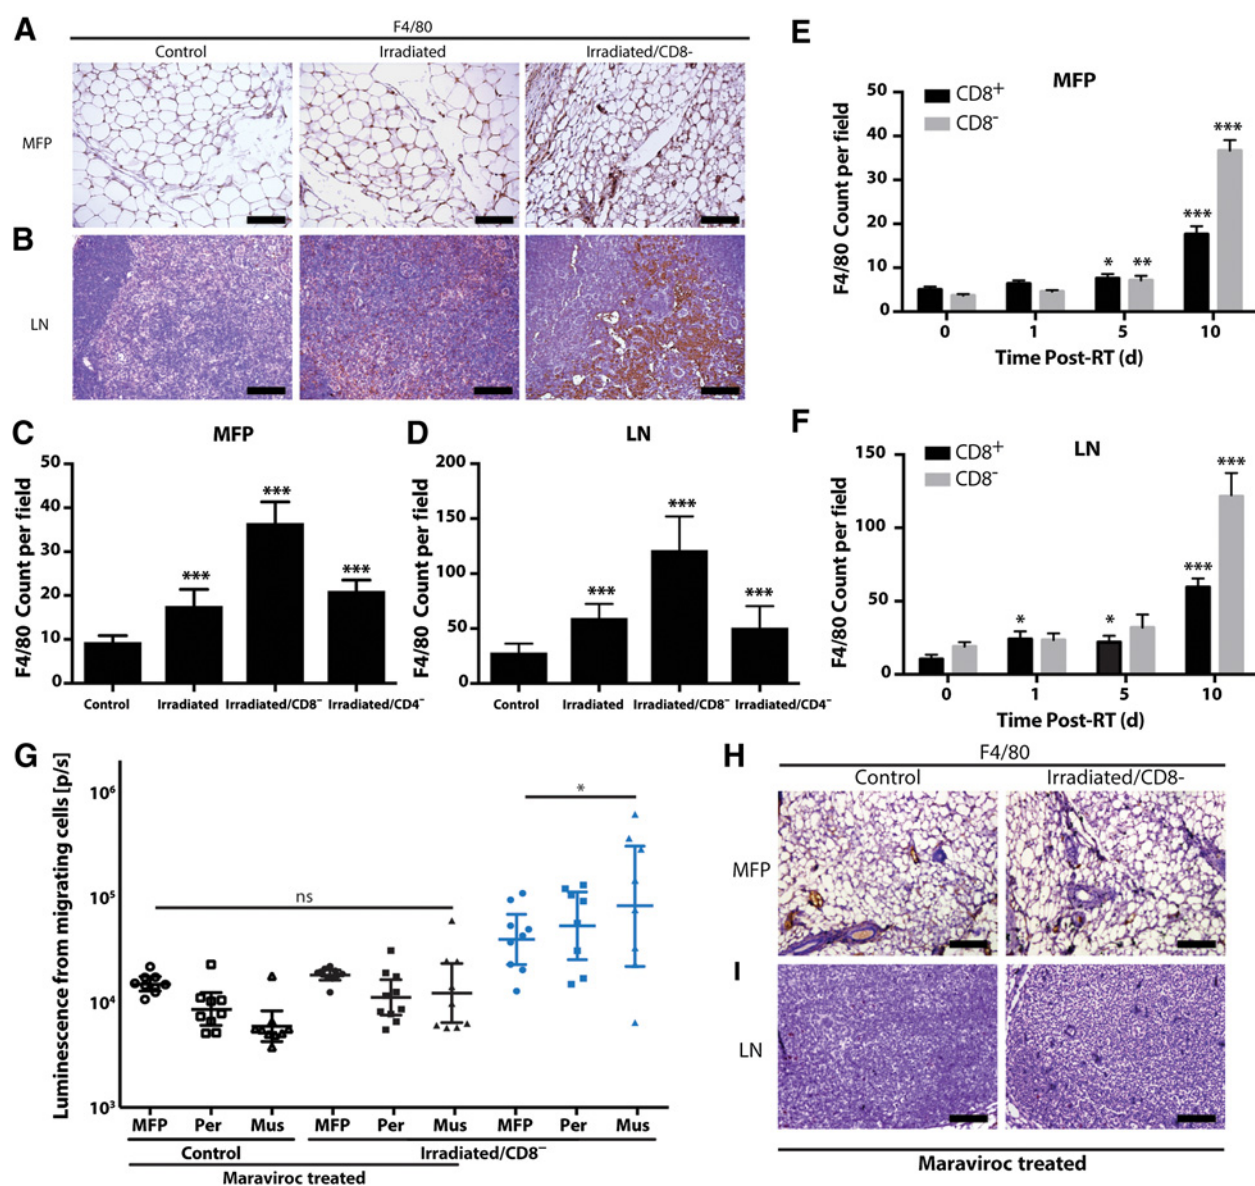 A
F4/80
Control Irradiated Irradiated/CD8-
MFP
B
LN
C
MFP
F4/80 Count per field
50
40
30
20
10
0
Control Irradiated Irradiated/CD8⁻ Irradiated/CD4⁻
***
***
***
D
LN
F4/80 Count per field
200
150
100
50
0
Control Irradiated Irradiated/CD8⁻ Irradiated/CD4⁻
***
***
***
E
MFP
CD8⁺
CD8⁻
F4/80 Count per field
50
40
30
20
10
0
* ** *** ***
0 1 5 10
Time Post-RT (d)
F
LN
CD8⁺
CD8⁻
F4/80 Count per field
150
100
50
0
* * *** ***
0 1 5 10
Time Post-RT (d)
G
Luminescence from migrating cells [p/s]
10⁶
10⁵
10⁴
10³
ns
*
MFP Per Mus MFP Per Mus MFP Per Mus
Control Irradiated/CD8⁻
Maraviroc treated
H
F4/80
Control Irradiated/CD8-
MFP
I
LN
Maraviroc treated